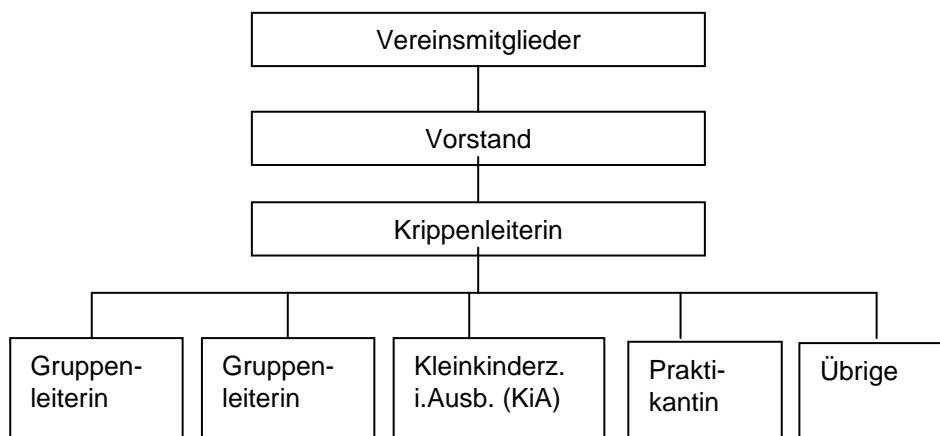 Vereinsmitglieder
Vorstand
Krippenleiterin
Gruppen-
leiterin
Gruppen-
leiterin
Kleinkinderz.
i.Ausb. (KiA)
Prakti-
kantin
Übrige